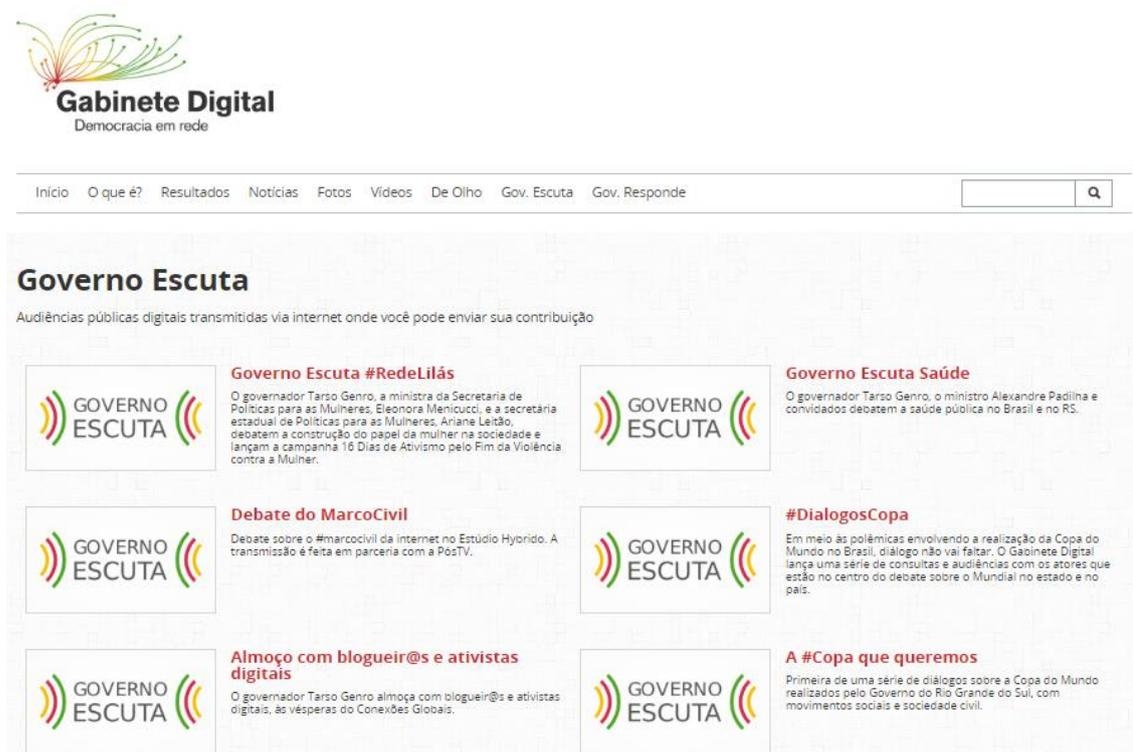 Gabinete Digital
Democracia em rede
Início O que é? Resultados Notícias Fotos Vídeos De Olho Gov. Escuta Gov. Responde
Governo Escuta
Audiências públicas digitais transmitidas via internet onde você pode enviar sua contribuição
GOVERNO
ESCUTA
Governo Escuta #RedeLilás
O governador Tarso Genro, a ministra da Secretaria de
Políticas para as Mulheres, Eleonora Menicucci, e a secretária
estadual de Políticas para as Mulheres, Ariane Leitão,
debatem a construção do papel da mulher na sociedade e
lançam a campanha 16 Dias de Ativismo pelo Fim da Violência
contra a Mulher.
GOVERNO
ESCUTA
Governo Escuta Saúde
O governador Tarso Genro, o ministro Alexandre Padilha e
convidados debatem a saúde pública no Brasil e no RS.
GOVERNO
ESCUTA
Debate do MarcoCivil
Debate sobre o #marcocivil da internet no Estúdio Hybrido. A
transmissão é feita em parceria com a PósTV.
GOVERNO
ESCUTA
#DialogosCopa
Em meio às polêmicas envolvendo a realização da Copa do
Mundo no Brasil, diálogo não vai faltar. O Gabinete Digital
lança uma série de consultas e audiências com os atores que
estão no centro do debate sobre o Mundial no estado e no
país.
GOVERNO
ESCUTA
Almoço com blogueir@s e ativistas
digitais
O governador Tarso Genro almoça com blogueir@s e ativistas
digitais, às vésperas do Conexões Globais.
GOVERNO
ESCUTA
A #Copa que queremos
Primeira de uma série de diálogos sobre a Copa do Mundo
realizados pelo Governo do Rio Grande do Sul, com
movimentos sociais e sociedade civil.